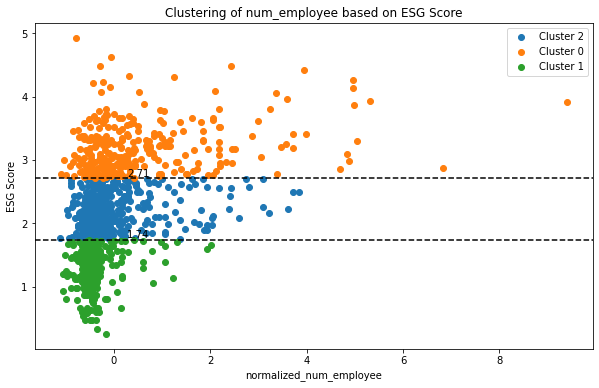 Clustering of num_employee based on ESG Score
Cluster 2
Cluster 0
Cluster 1
5
4
3
2
1
ESG Score
2.71
1.74
0
2
4
6
8
normalized_num_employee